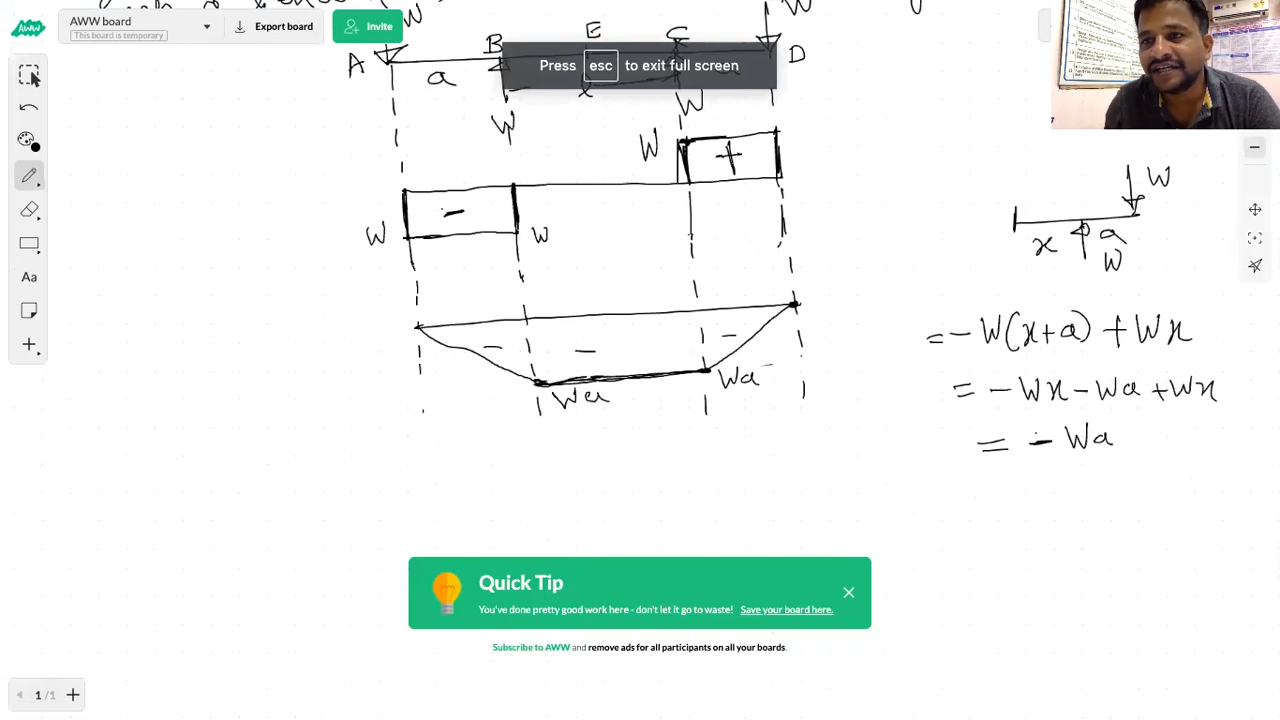 AWW board
This board is temporary
Export board
Invite
Press esc to exit full screen
W
A
a
B
E
C
D
W
W
W
W
+
-
W
W
-
-
-
Wa
Wa
W
x
a
W
= - W(x+a) + Wx
= - Wx - Wa + Wx
= - Wa
Aa
Quick Tip
You've done pretty good work here - don't let it go to waste! Save your board here.
Subscribe to AWW and remove ads for all participants on all your boards.
1 /1